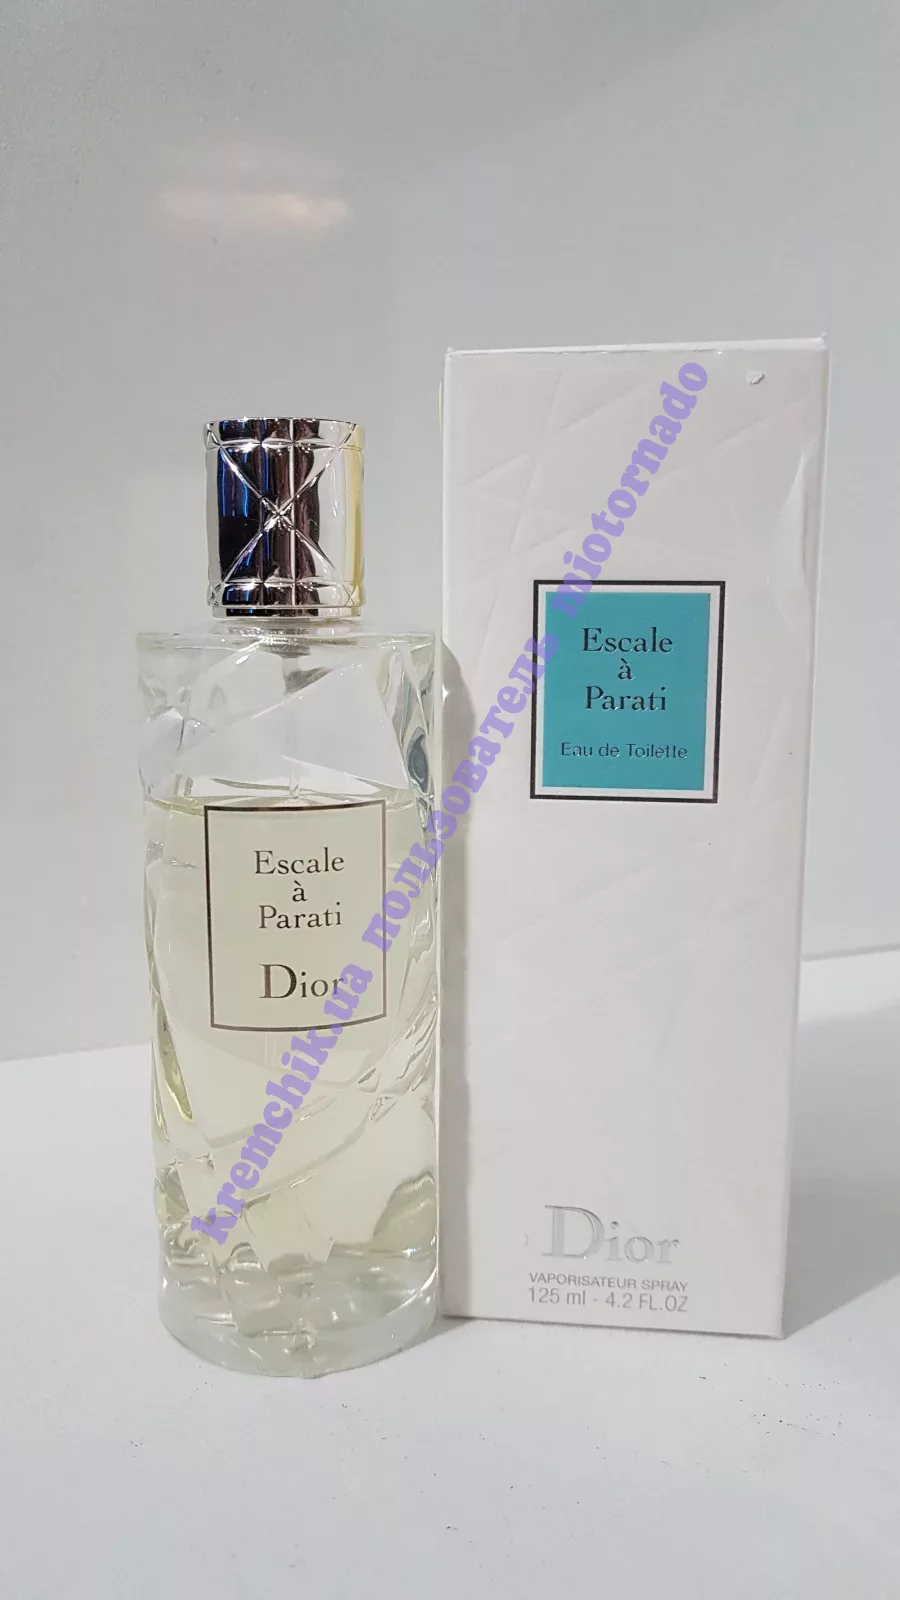 Escale
à
Parati
Dior
Escale
à
Parati
Eau de Toilette
Dior
VAPORISATEUR SPRAY
125 ml - 4.2 FL.OZ
kremchik.ua пользователь miotornado